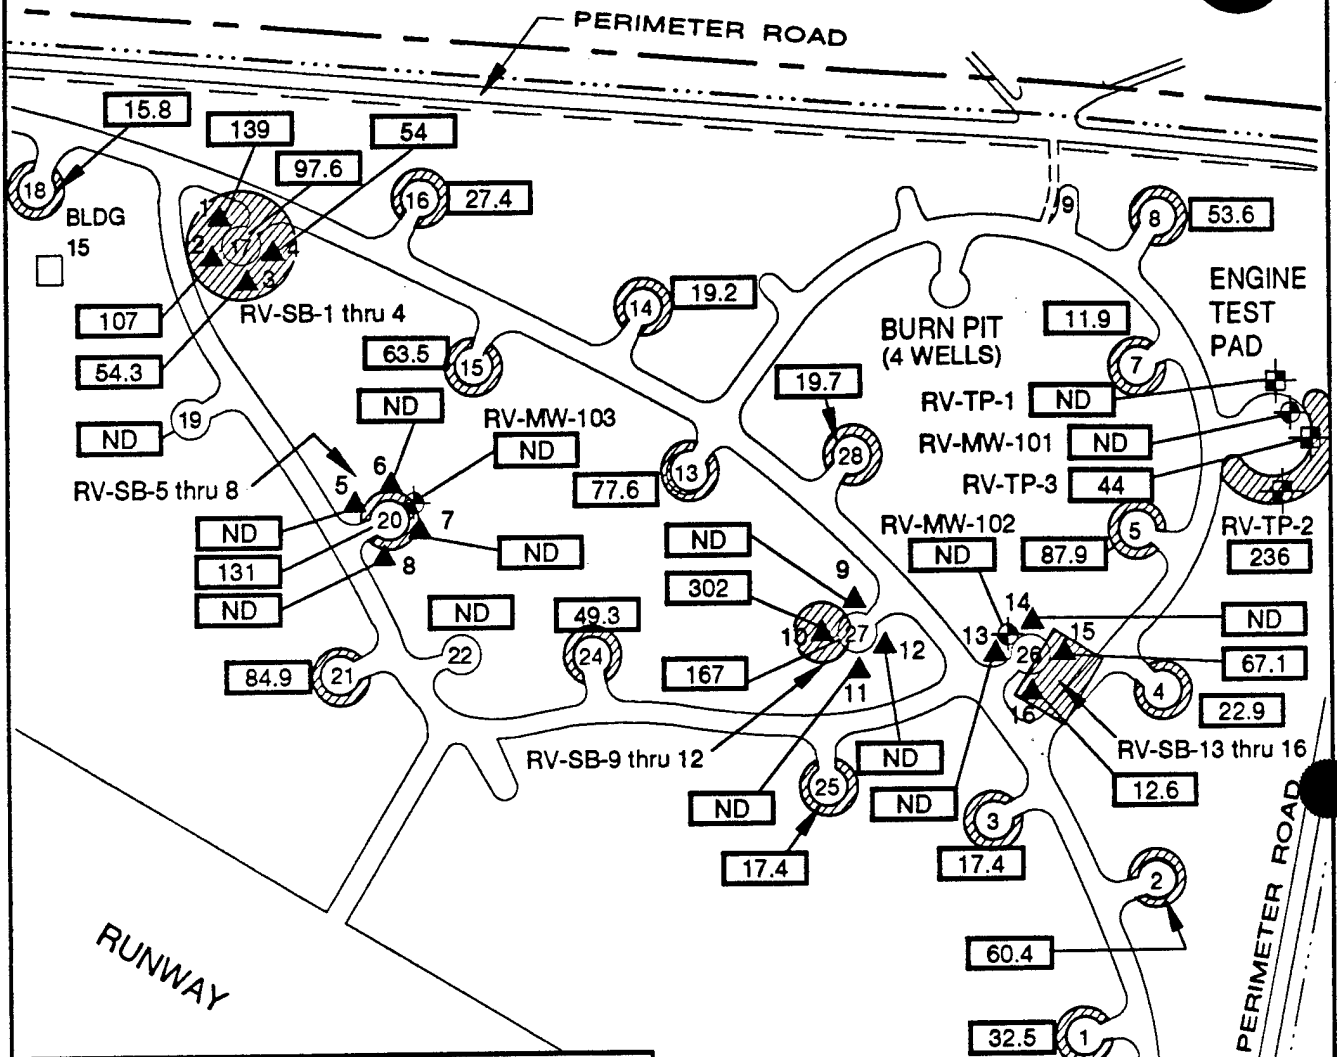 PERIMETER ROAD
15.8
139
54
97.6
18
16
27.4
BLDG
15
1
2
17
4
3
RV-SB-1 thru 4
107
54.3
19
ND
9
8
53.6
ENGINE
TEST
PAD
14
19.2
63.5
15
BURN PIT
(4 WELLS)
11.9
7
19.7
28
RV-TP-1
ND
RV-MW-101
ND
RV-TP-3
44
RV-TP-2
236
ND
RV-MW-103
ND
RV-SB-5 thru 8
5
6
20
7
8
ND
131
ND
ND
13
77.6
RV-MW-102
ND
87.9
5
ND
302
167
9
10
27
12
11
RV-SB-9 thru 12
ND
22
49.3
24
84.9
21
14
13
26
15
16
ND
67.1
4
22.9
RV-SB-13 thru 16
12.6
ND
ND
ND
25
17.4
3
17.4
2
60.4
32.5
1
RUNWAY
PERIMETER ROAD